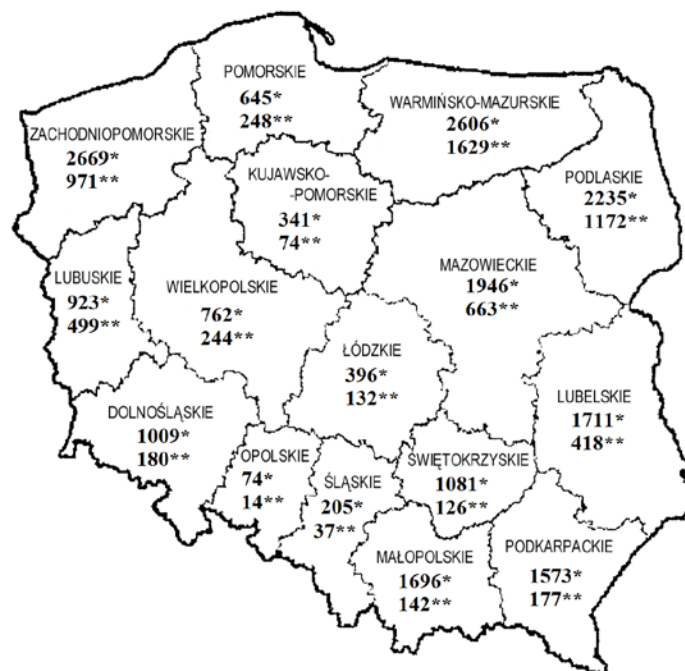 POMORSKIE
645*
248**
WARMIŃSKO-MAZURSKIE
2606*
1629**
ZACHODNIOPOMORSKIE
2669*
971**
KUJAWSKO-
-POMORSKIE
341*
74**
PODLASKIE
2235*
1172**
LUBUSKIE
923*
499**
WIELKOPOLSKIE
762*
244**
MAZOWIECKIE
1946*
663**
ŁÓDZKIE
396*
132**
DOLNOŚLĄSKIE
1009*
180**
LUBELSKIE
1711*
418**
OPOLSKIE
74*
14**
ŚLĄSKIE
205*
37**
ŚWIĘTOKRZYSKIE
1081*
126**
MAŁOPOLSKIE
1696*
142**
PODKARPACKIE
1573*
177**